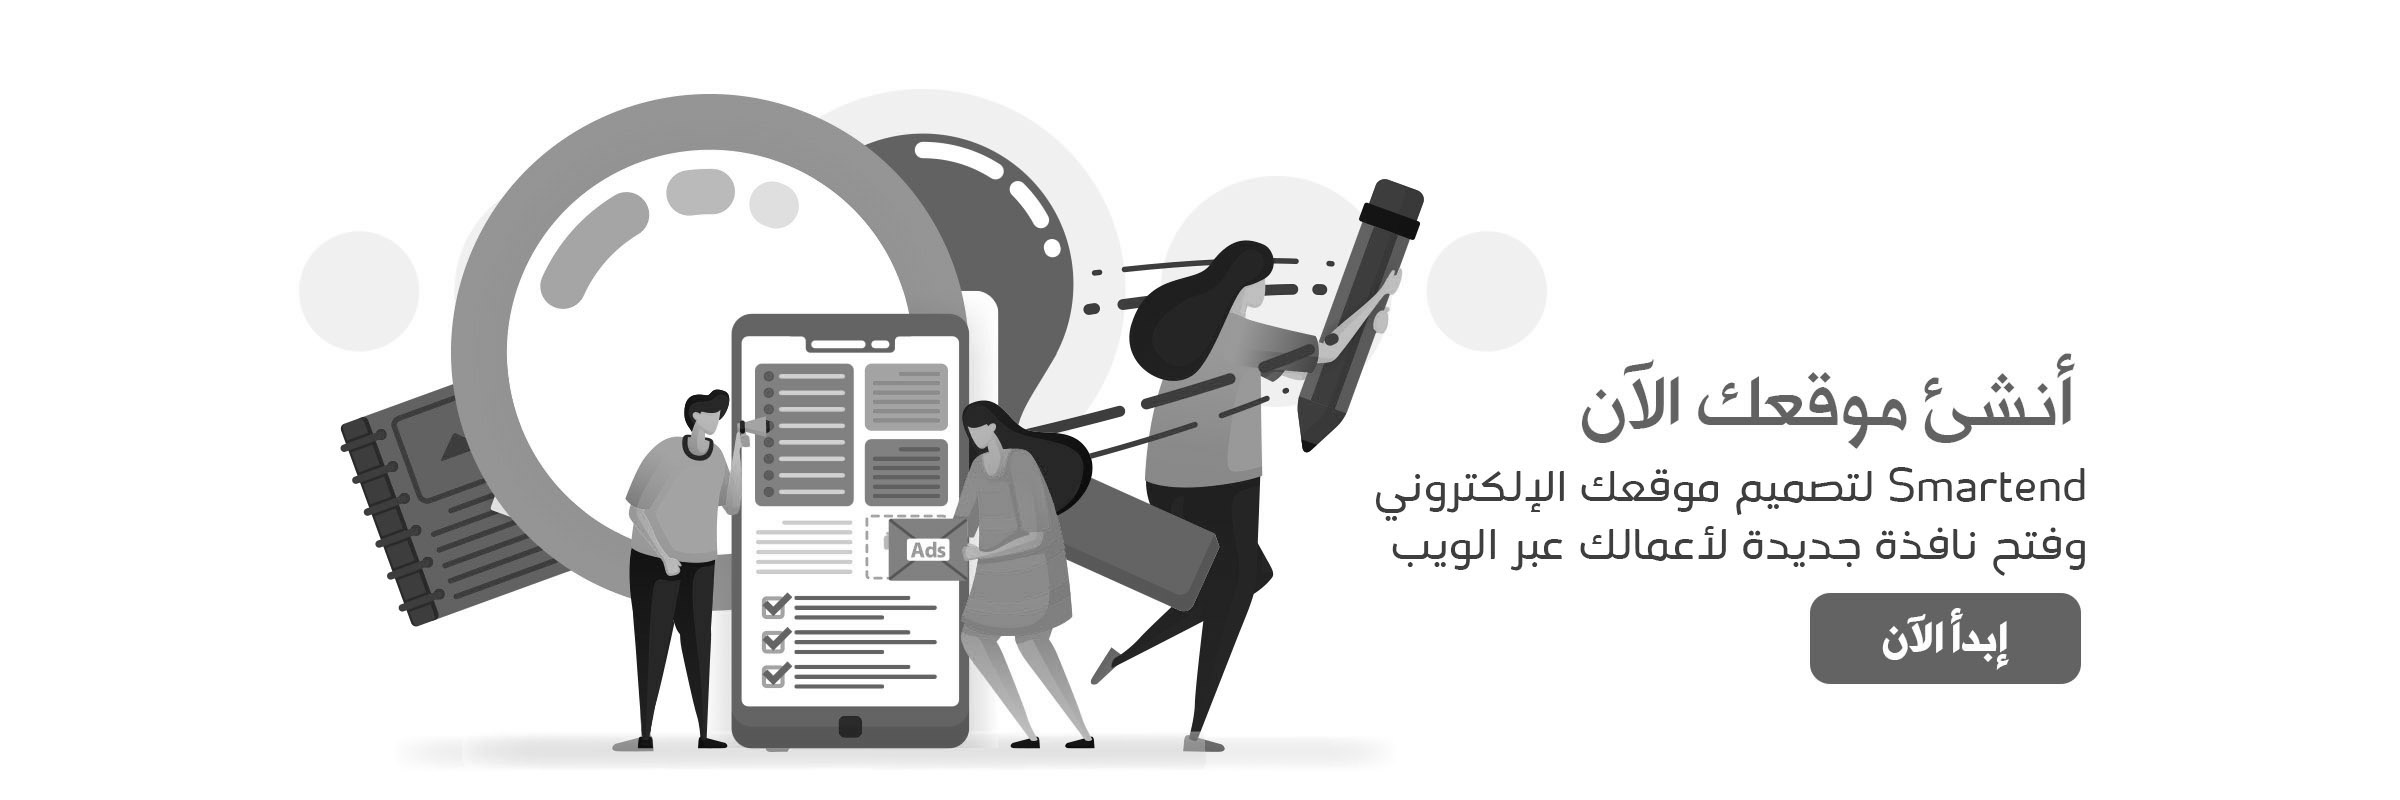 أنشئ موقعك الآن
Smartend لتصميم موقعك الإلكتروني
وفتح نافذة جديدة لأعمالك عبر الويب
إبدأ الآن
Ads